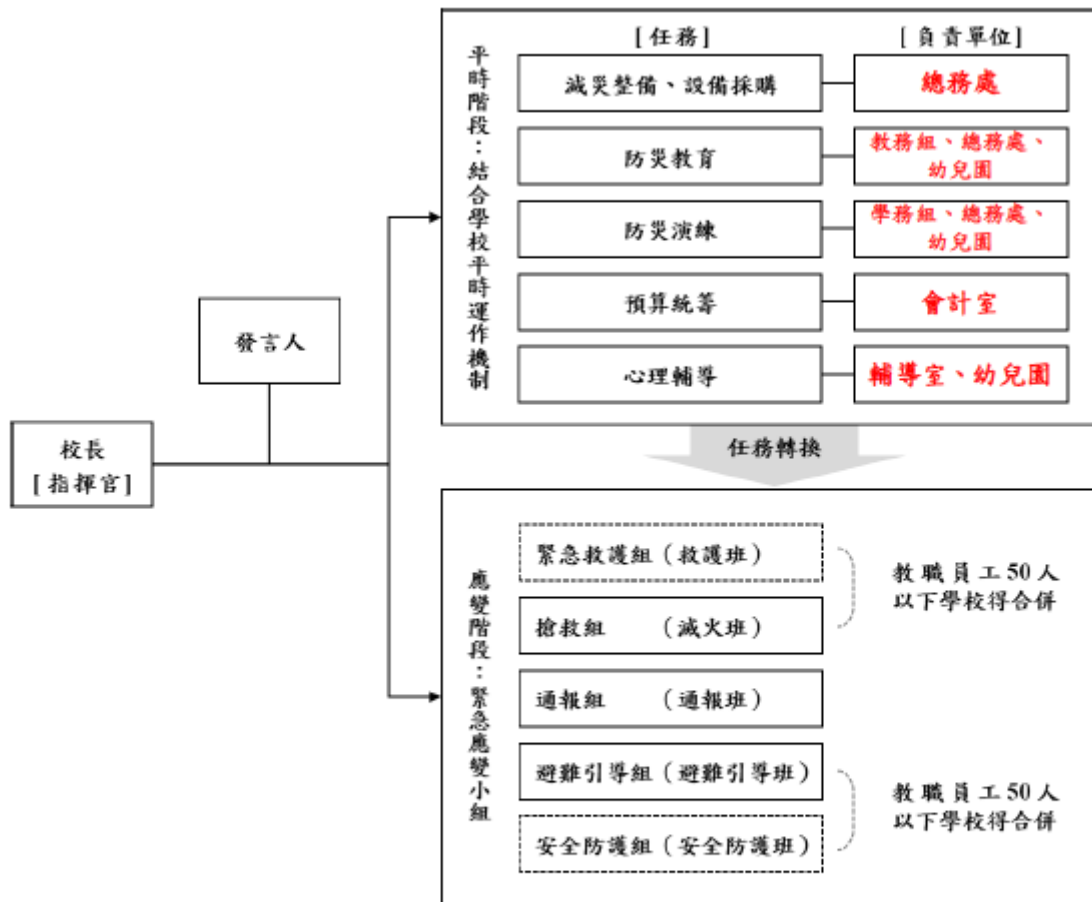 校長
[指揮官]
發言人
平時階段：結合學校平時運作機制
[任務]
[負責單位]
減災整備、設備採購
總務處
防災教育
教務組、總務處、
幼兒園
防災演練
學務組、總務處、
幼兒園
預算統籌
會計室
心理輔導
輔導室、幼兒園
任務轉換
應變階段：緊急應變小組
緊急救護組（救護班）
搶救組　　（滅火班）
教職員工50人
以下學校得合併
通報組　　（通報班）
避難引導組（避難引導班）
安全防護組（安全防護班）
教職員工50人
以下學校得合併